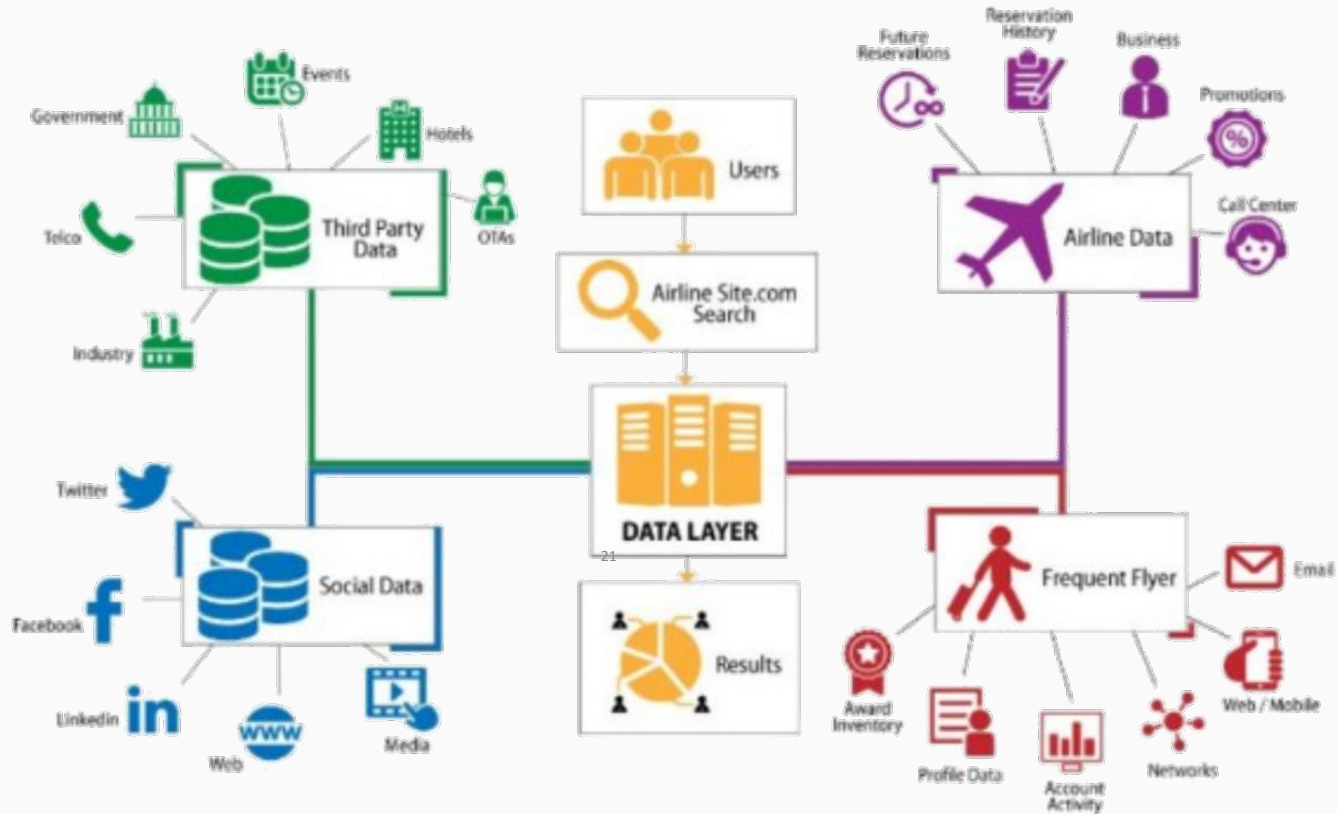 Government
Events
Hotels
Telco
Third Party
Data
OTAs
Industry
Users
Airline Site.com
Search
DATA LAYER
21
Results
Future
Reservations
Reservation
History
Business
Promotions
Call Center
Airline Data
Twitter
Facebook
Linkedin
in
Web
www
Media
Social Data
Frequent Flyer
Email
Web / Mobile
Networks
Account
Activity
Profile Data
Award
Inventory
%
f
H